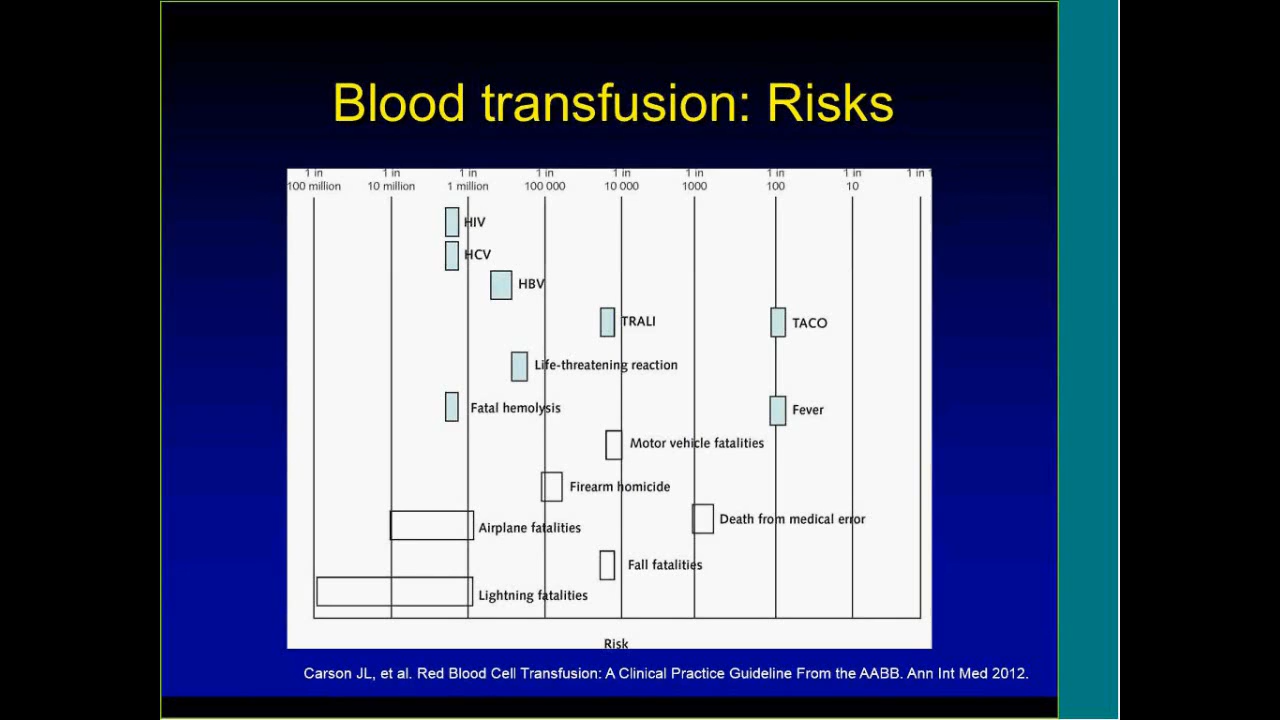 Blood transfusion: Risks
1 in 1 in 1 in 1 in 1 in 1 in 1 in 1 in 1 in 1
100 million 10 million 1 million 100 000 10 000 1000 100 10
HIV
HCV
HBV
TRALI TACO
Life-threatening reaction
Fatal hemolysis Fever
Motor vehicle fatalities
Firearm homicide
Death from medical error
Airplane fatalities
Fall fatalities
Lightning fatalities
Risk
Carson JL, et al. Red Blood Cell Transfusion: A Clinical Practice Guideline From the AABB. Ann Int Med 2012.